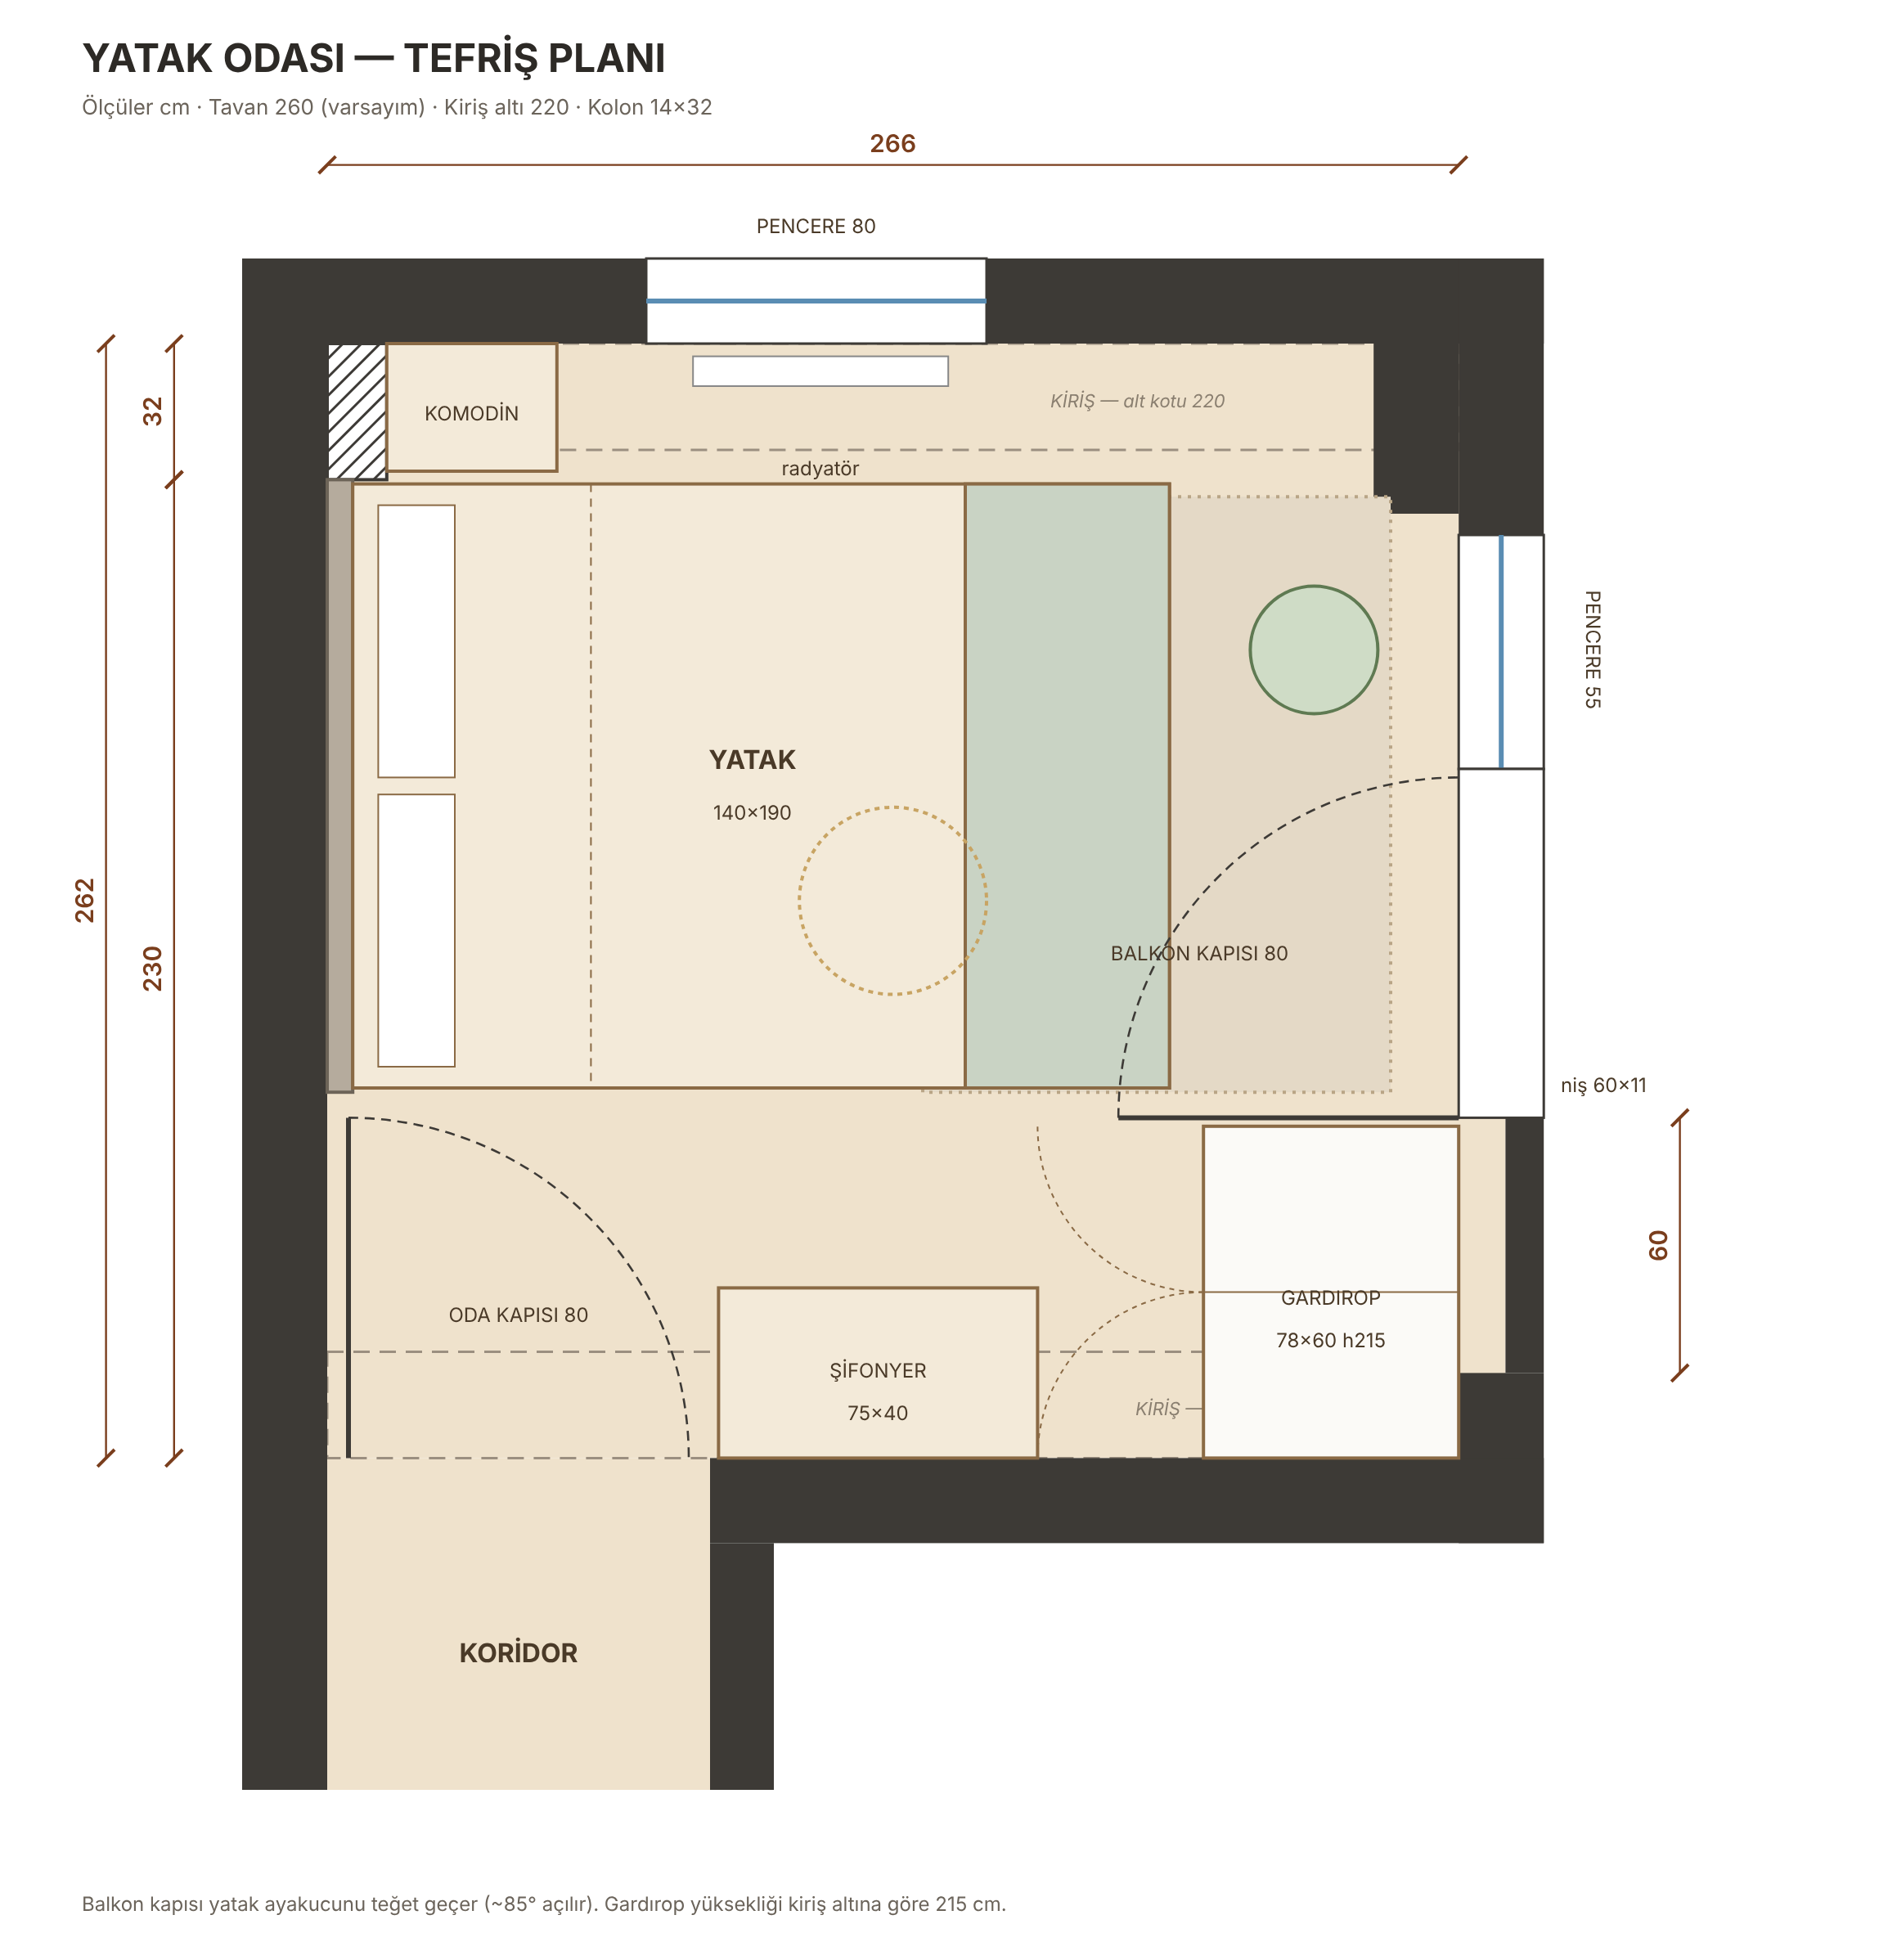 YATAK ODASI — TEFRİŞ PLANI
Ölçüler cm · Tavan 260 (varsayım) · Kiriş altı 220 · Kolon 14×32
266
PENCERE 80
KOMODİN
KİRİŞ — alt kotu 220
32
radyatör
PENCERE 55
YATAK
140×190
262
230
BALKON KAPISI 80
niş 60×11
60
GARDIROP
78×60 h215
ODA KAPISI 80
ŞİFONYER
75×40
KİRİŞ —
KORİDOR
Balkon kapısı yatak ayakucunu teğet geçer (~85° açılır). Gardırop yüksekliği kiriş altına göre 215 cm.